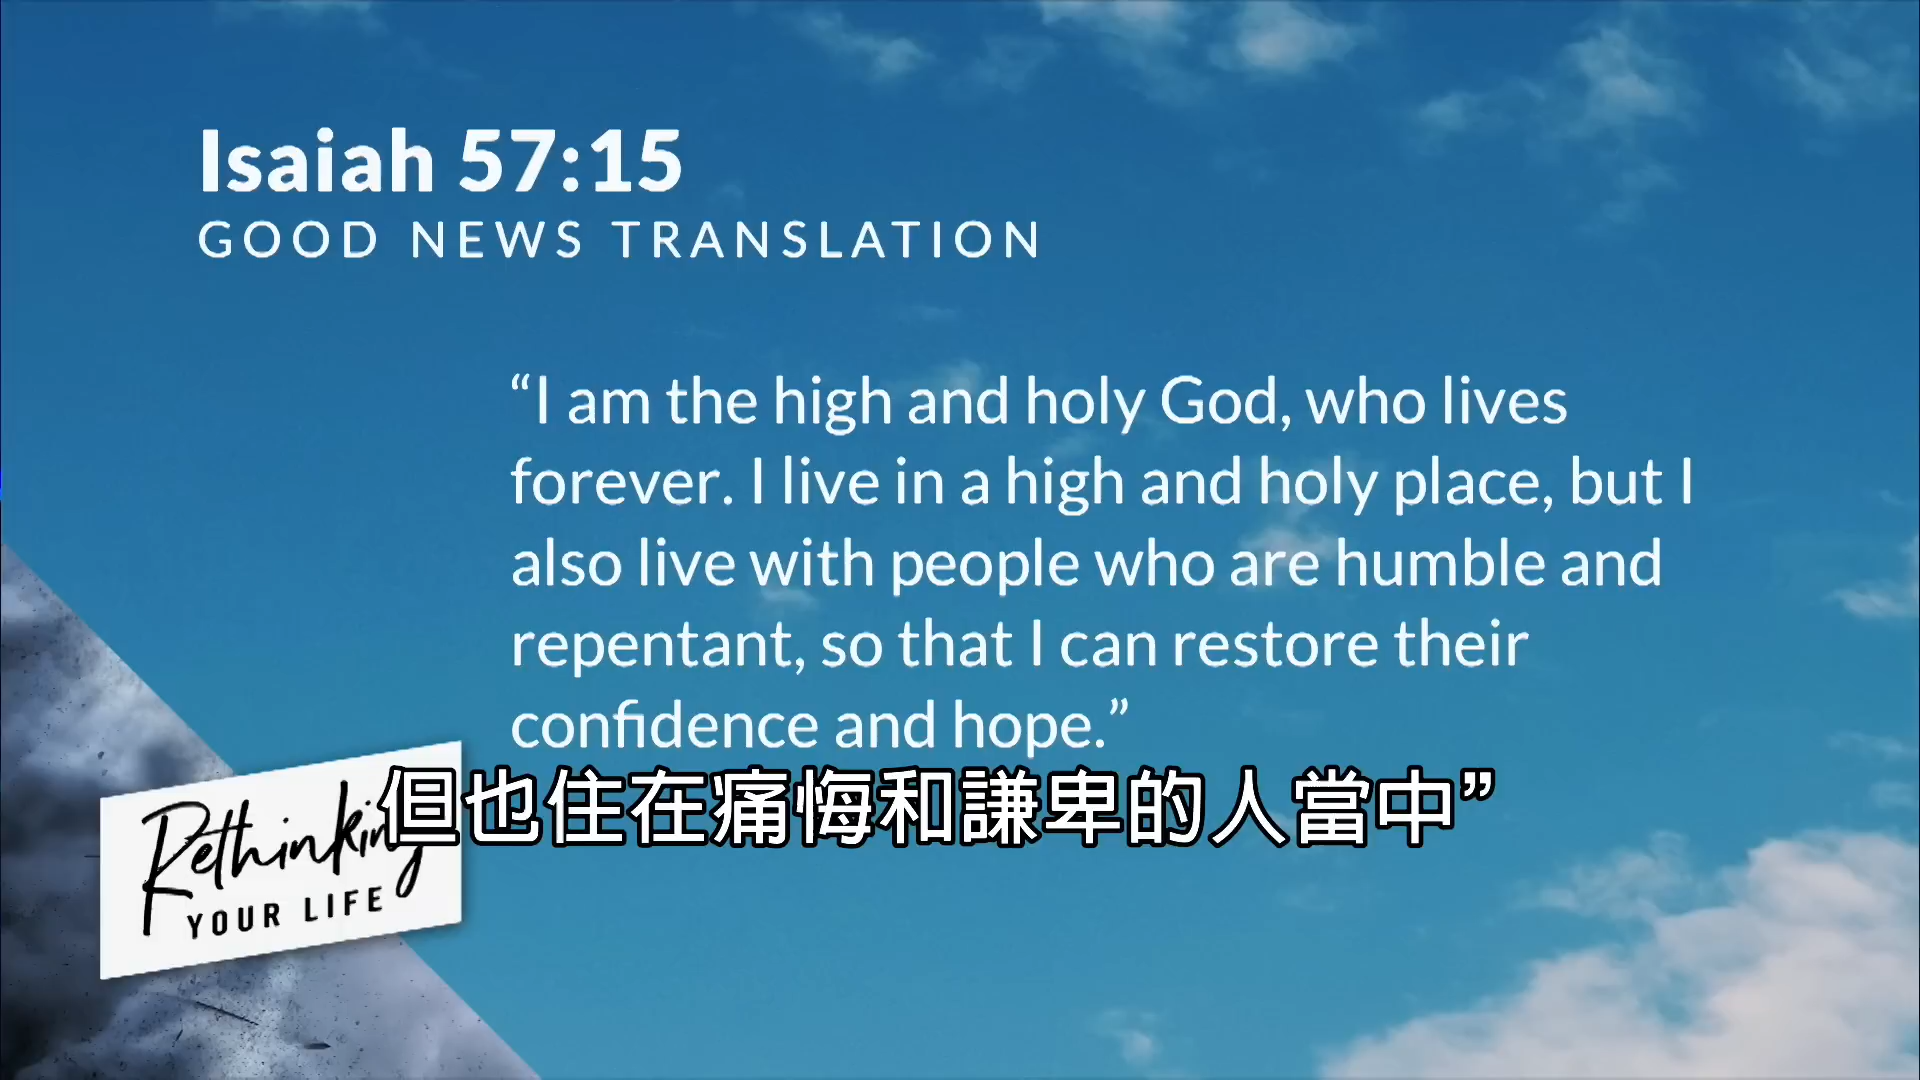 Isaiah 57:15
GOOD NEWS TRANSLATION
“I am the high and holy God, who lives
forever. I live in a high and holy place, but I
also live with people who are humble and
repentant, so that I can restore their
confidence and hope.”
但也住在痛悔和謙卑的人當中”
Rethinking
YOUR LIFE